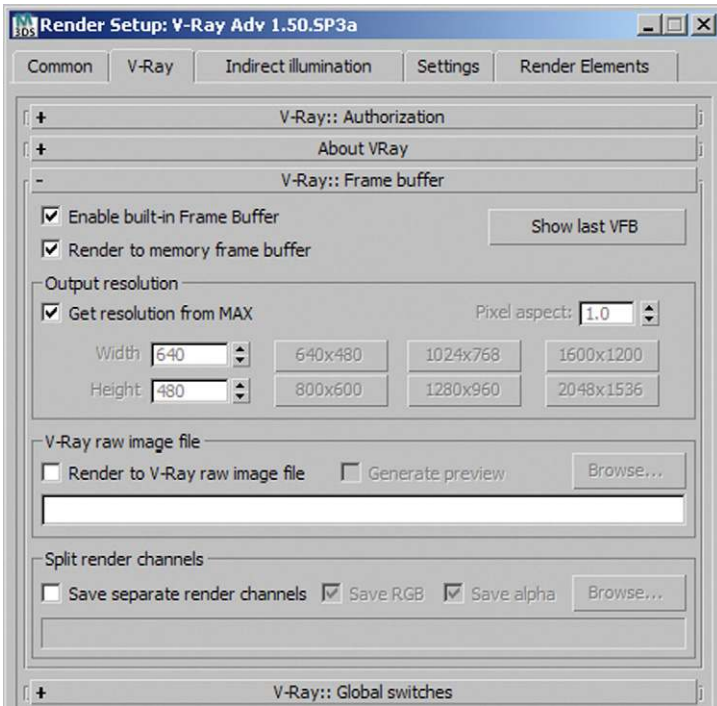 M
3DS
Render Setup: V-Ray Adv 1.50.SP3a
Common V-Ray Indirect illumination Settings Render Elements
+ V-Ray:: Authorization
+ About VRay
- V-Ray:: Frame buffer
Enable built-in Frame Buffer
Show last VFB
Render to memory frame buffer
Output resolution
Get resolution from MAX Pixel aspect: 1.0
Width 640 640x480 1024x768 1600x1200
Height 480 800x600 1280x960 2048x1536
V-Ray raw image file
Render to V-Ray raw image file Generate preview Browse...
Split render channels
Save separate render channels Save RGB Save alpha Browse...
+ V-Ray:: Global switches